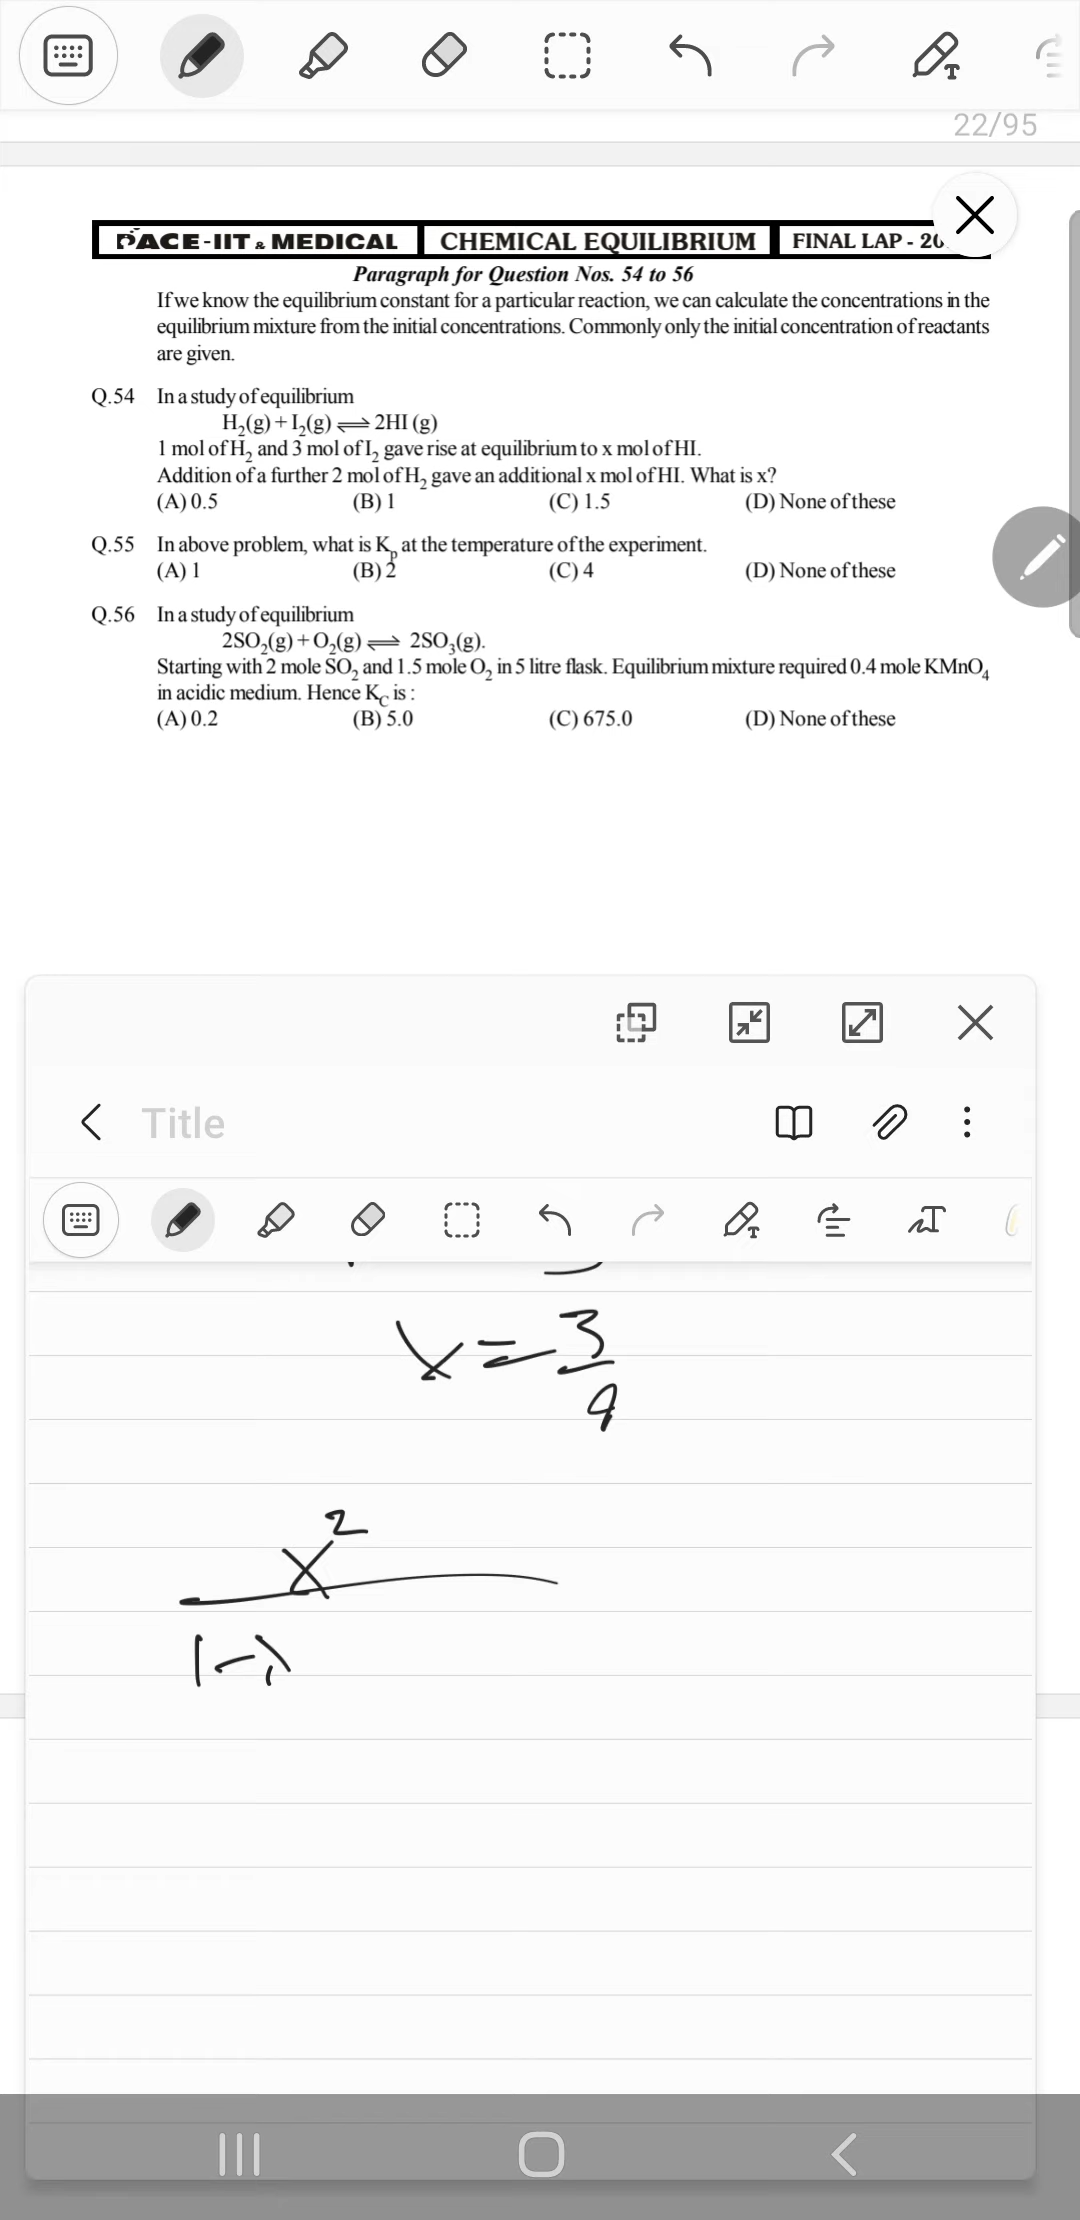 22/95
PACE-IIT & MEDICAL CHEMICAL EQUILIBRIUM FINAL LAP - 20
Paragraph for Question Nos. 54 to 56
If we know the equilibrium constant for a particular reaction, we can calculate the concentrations in the
equilibrium mixture from the initial concentrations. Commonly only the initial concentration of reactants
are given.
Q.54 In a study of equilibrium
H₂(g) + I₂(g) ⇌ 2HI (g)
1 mol of H₂ and 3 mol of I₂ gave rise at equilibrium to x mol of HI.
Addition of a further 2 mol of H₂ gave an additional x mol of HI. What is x?
(A) 0.5 (B) 1 (C) 1.5 (D) None of these
Q.55 In above problem, what is Kₚ at the temperature of the experiment.
(A) 1 (B) 2 (C) 4 (D) None of these
Q.56 In a study of equilibrium
2SO₂(g) + O₂(g) ⇌ 2SO₃(g).
Starting with 2 mole SO₂ and 1.5 mole O₂ in 5 litre flask. Equilibrium mixture required 0.4 mole KMnO₄
in acidic medium. Hence K_C is :
(A) 0.2 (B) 5.0 (C) 675.0 (D) None of these
Title
x = 3
x²
1-